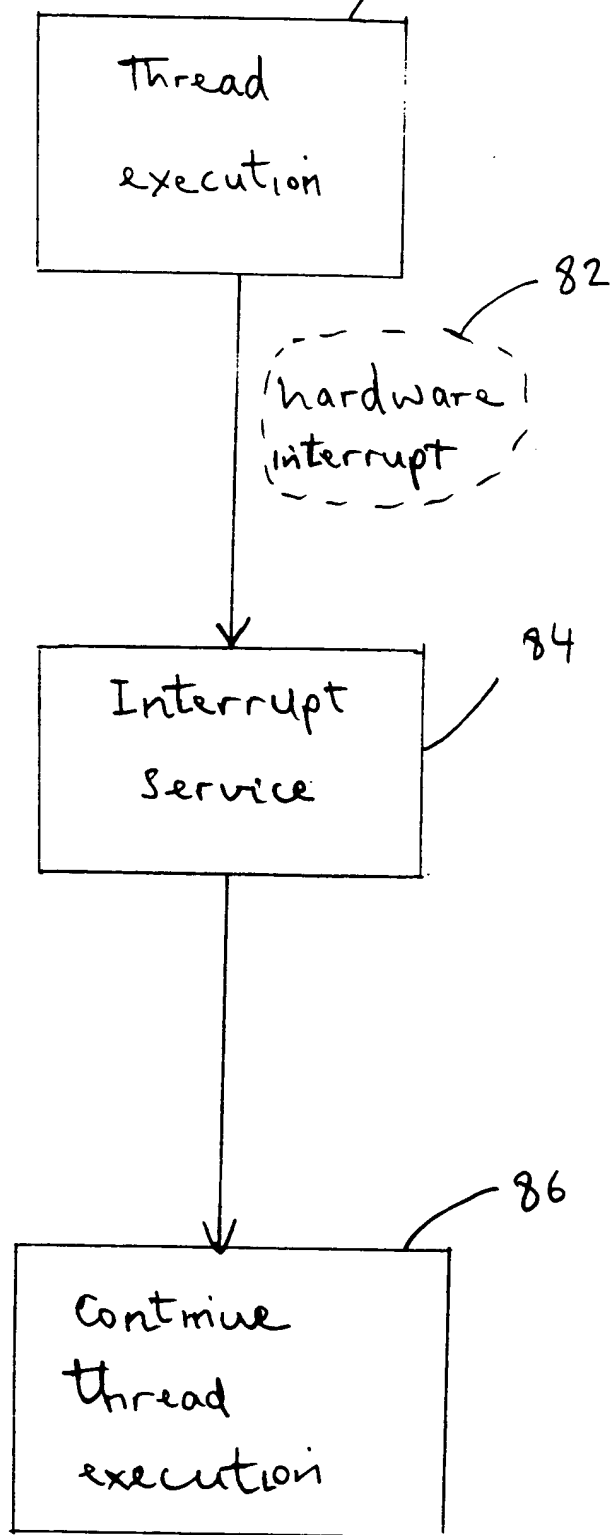 Thread
execution
82
hardware
interrupt
84
Interrupt
Service
86
Continue
thread
execution